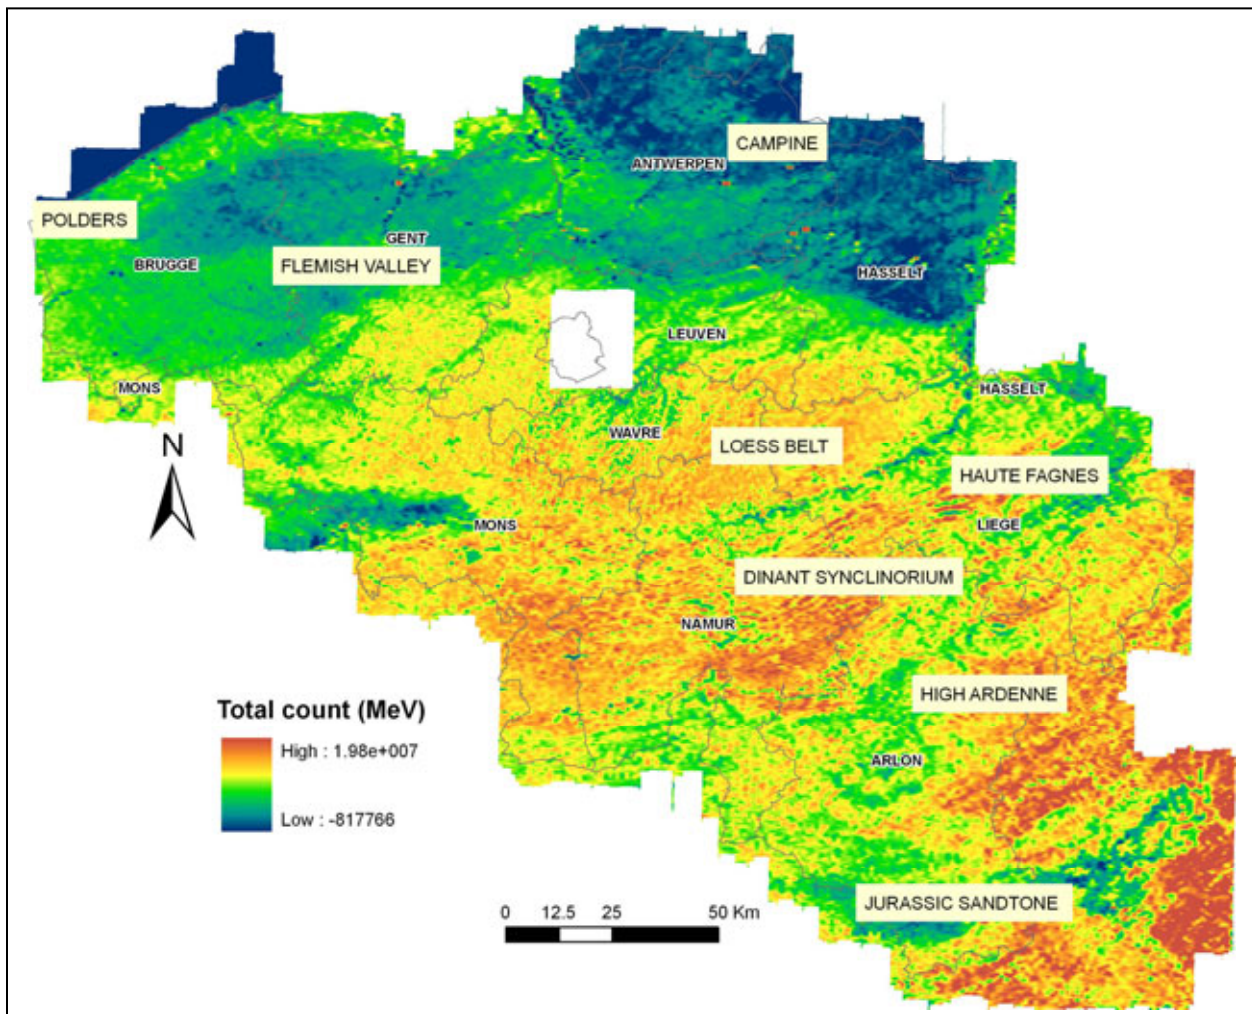 CAMPINE
ANTWERPEN
POLDERS
GENT
BRUGGE
FLEMISH VALLEY
HASSELT
LEUVEN
MONS
HASSELT
WAVRE
LOESS BELT
N
HAUTE FAGNES
MONS
LIEGE
DINANT SYNCLINORIUM
NAMUR
HIGH ARDENNE
Total count (MeV)
High : 1.98e+007
Low : -817766
ARLON
JURASSIC SANDTONE
0 12.5 25 50 Km